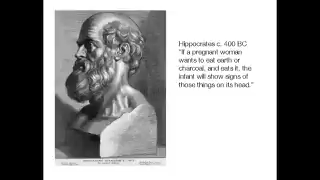 Hippocrates c. 400 BC
"If a pregnant woman
wants to eat earth or
charcoal, and eats it, the
infant will show signs of
those things on its head."